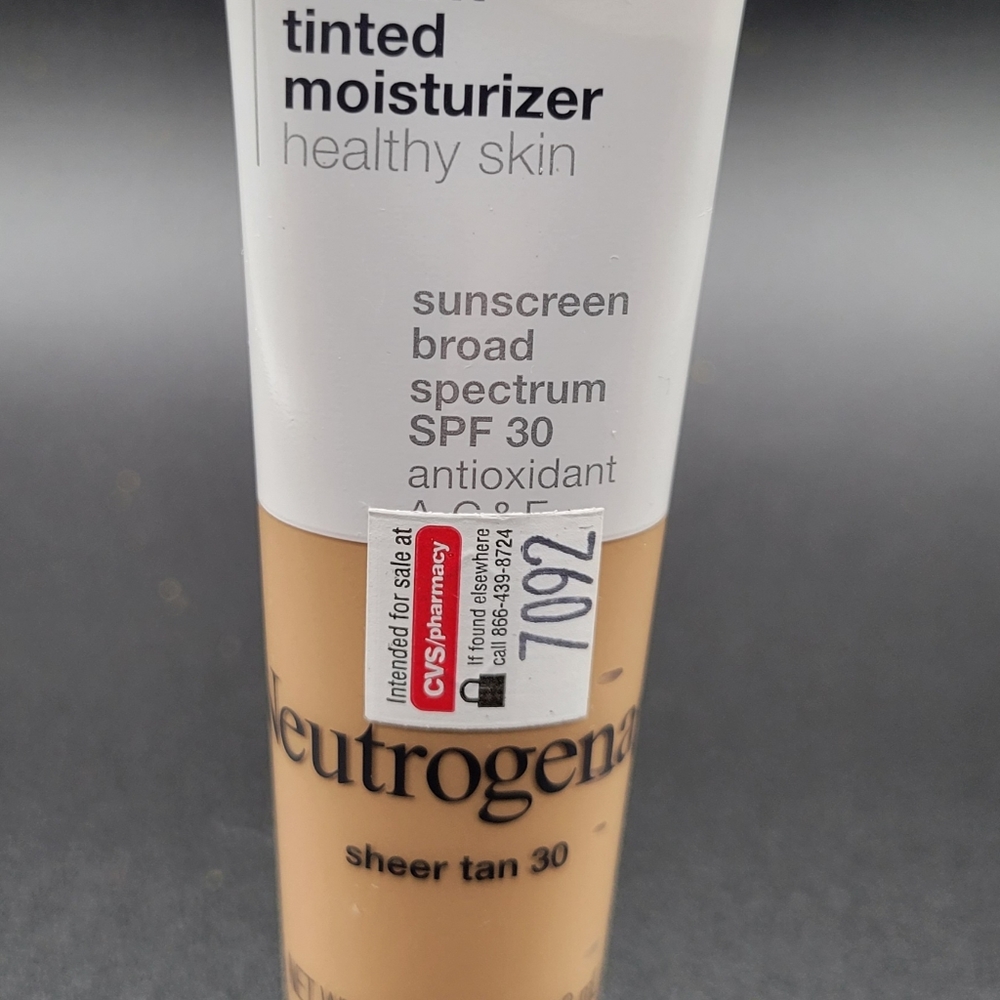 tinted
moisturizer
healthy skin
sunscreen
broad
spectrum
SPF 30
antioxidant
A C & E
Intended for sale at
CVS/pharmacy
If found elsewhere
call 866-439-8724
7092
Neutrogena
sheer tan 30